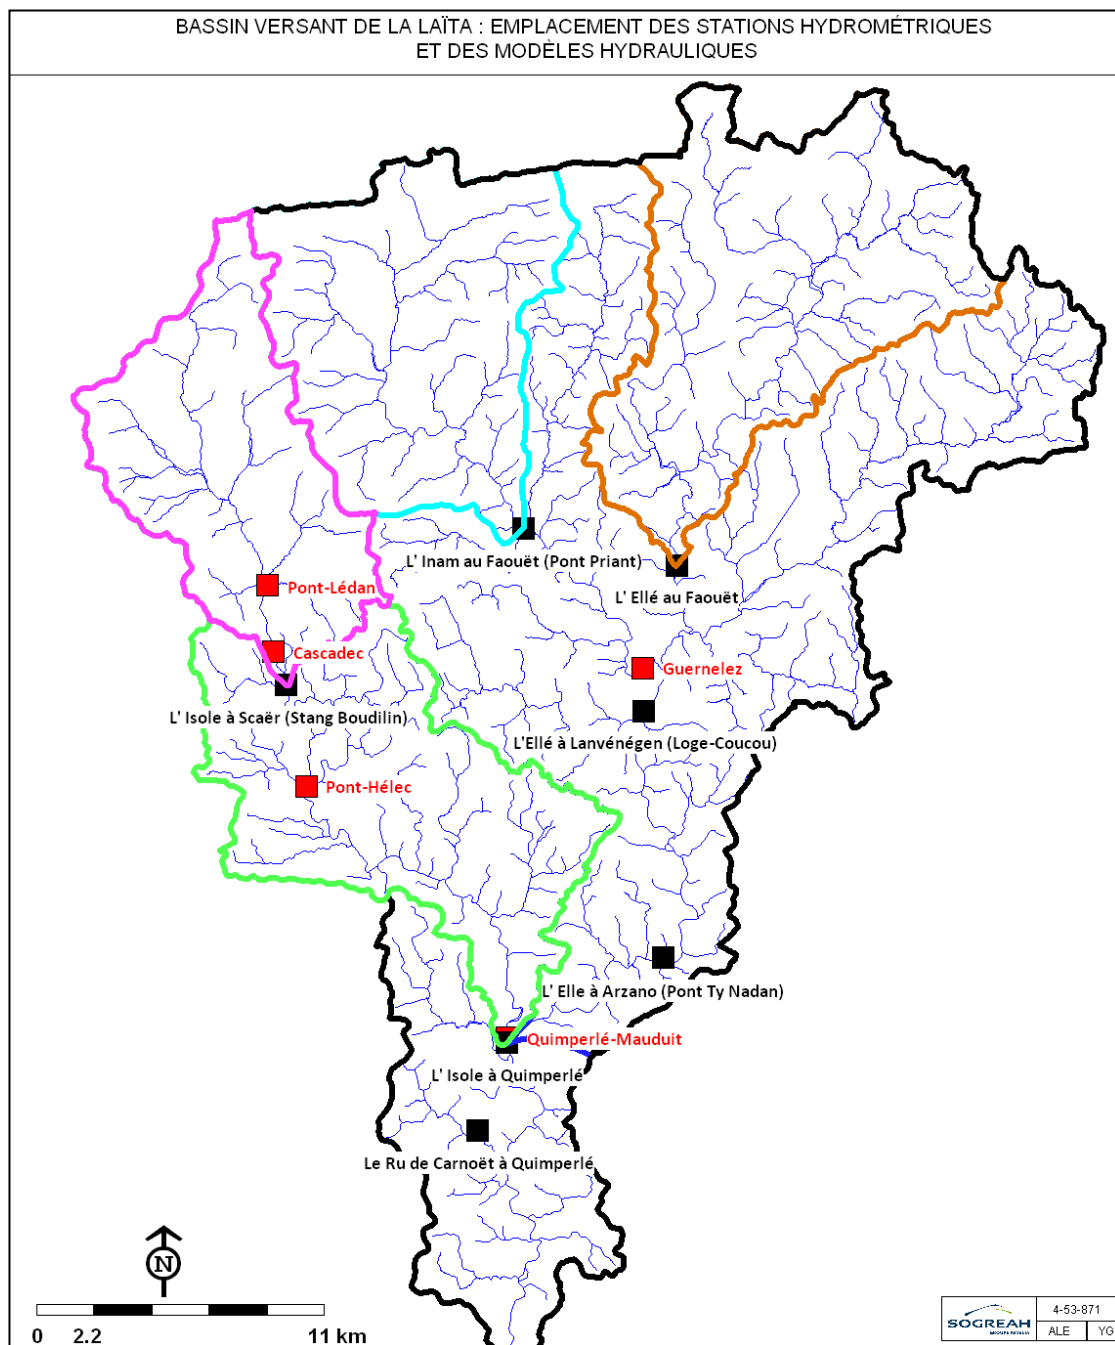 BASSIN VERSANT DE LA LAÏTA : EMPLACEMENT DES STATIONS HYDROMÉTRIQUES
ET DES MODÈLES HYDRAULIQUES
L' Inam au Faouët (Pont Priant)
Pont-Lédan
L' Ellé au Faouët
Cascadec
Guernelez
L' Isole à Scaër (Stang Boudilin)
L'Ellé à Lanvénégen (Loge-Coucou)
Pont-Hélec
L' Elle à Arzano (Pont Ty Nadan)
Quimperlé-Mauduit
L' Isole à Quimperlé
Le Ru de Carnoët à Quimperlé
N
0 2.2 11 km
SOGREAH
4-53-871
ALE YG